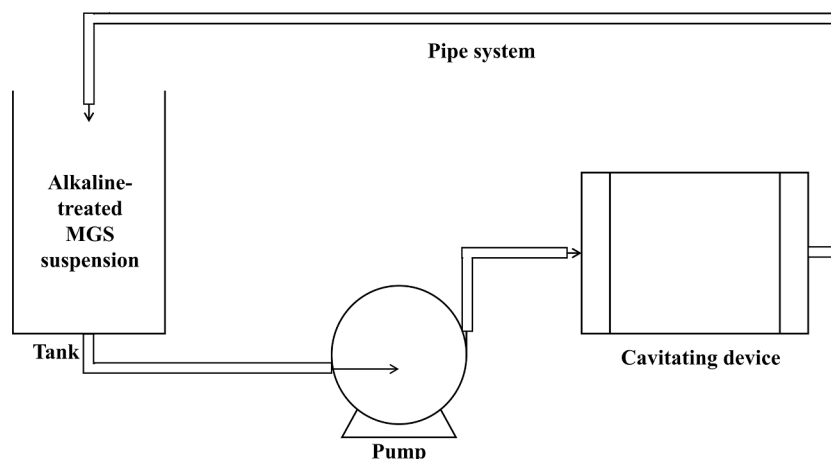 Pipe system
Alkaline-
treated
MGS
suspension
Tank
Cavitating device
Pump